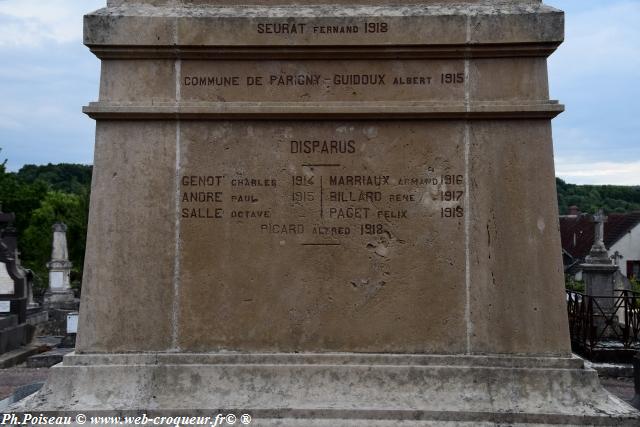 SEURAT FERNAND 1918
COMMUNE DE PARIGNY-GUIDOUX ALBERT 1915
DISPARUS
GENOT CHARLES 1914 MARRIAUX ARMAND 1916
ANDRE PAUL 1915 BILLARD RENE 1917
SALLE OCTAVE 1915 PAGET FELIX 1918
PICARD ALFRED 1918
Ph.Poiseau © www.web-croqueur.fr ®